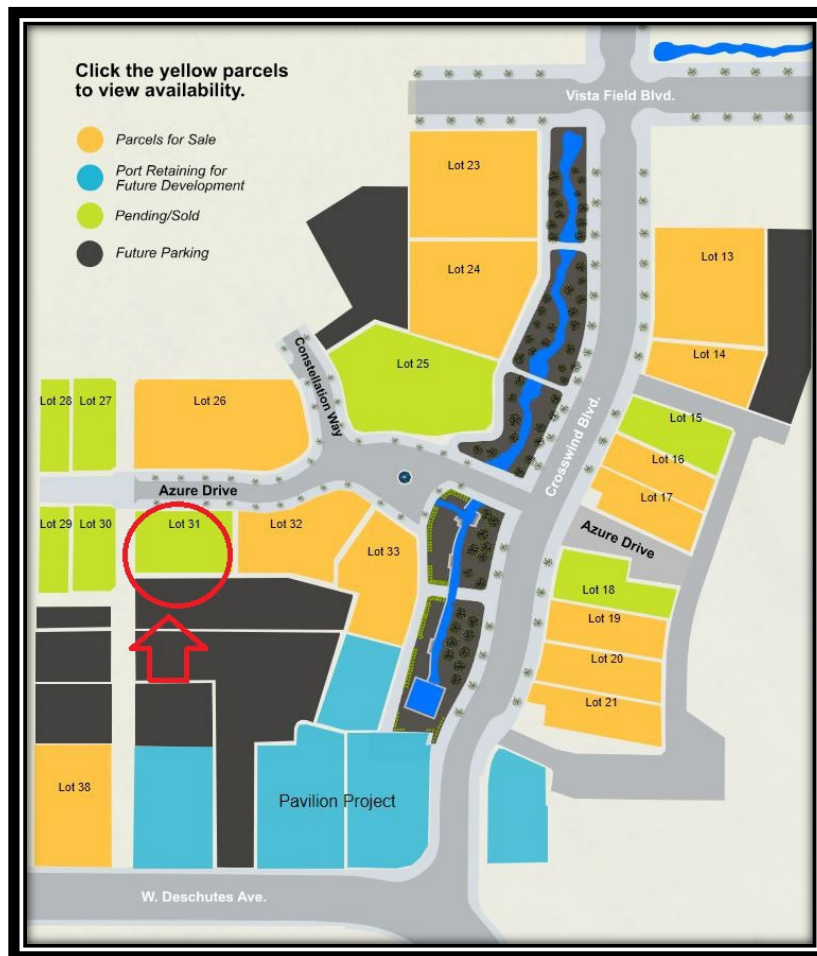 Click the yellow parcels
to view availability.
Parcels for Sale
Port Retaining for
Future Development
Pending/Sold
Future Parking
Vista Field Blvd.
Lot 23
Lot 24
Lot 13
Lot 14
Constellation Way
Lot 25
Crosswind Blvd.
Lot 28
Lot 27
Lot 26
Lot 15
Lot 16
Lot 17
Azure Drive
Azure Drive
Lot 29
Lot 30
Lot 31
Lot 32
Lot 33
Lot 18
Lot 19
Lot 20
Lot 21
Lot 38
Pavilion Project
W. Deschutes Ave.